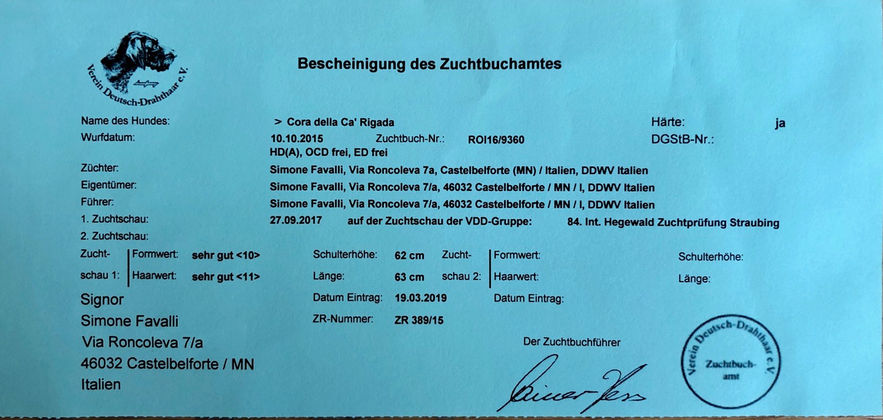 Verein Deutsch-Drahthaar e.V.
Bescheinigung des Zuchtbuchamtes
Name des Hundes: > Cora della Ca' Rigada Härte: ja
Wurfdatum: 10.10.2015 Zuchtbuch-Nr.: ROI16/9360 DGStB-Nr.:
HD(A), OCD frei, ED frei
Züchter: Simone Favalli, Via Roncoleva 7a, Castelbelforte (MN) / Italien, DDWV Italien
Eigentümer: Simone Favalli, Via Roncoleva 7/a, 46032 Castelbelforte / MN / I, DDWV Italien
Führer: Simone Favalli, Via Roncoleva 7/a, 46032 Castelbelforte / MN / I, DDWV Italien
1. Zuchtschau: 27.09.2017 auf der Zuchtschau der VDD-Gruppe: 84. Int. Hegewald Zuchtprüfung Straubing
2. Zuchtschau:
Zucht- Formwert: sehr gut <10> Schulterhöhe: 62 cm Zucht- Formwert: Schulterhöhe:
schau 1: Haarwert: sehr gut <11> Länge: 63 cm schau 2: Haarwert: Länge:
Signor Datum Eintrag: 19.03.2019 Datum Eintrag:
Simone Favalli ZR-Nummer: ZR 389/15
Via Roncoleva 7/a Der Zuchtbuchführer
46032 Castelbelforte / MN
Italien
Verein Deutsch-Drahthaar e.V.
Zuchtbuch-
amt